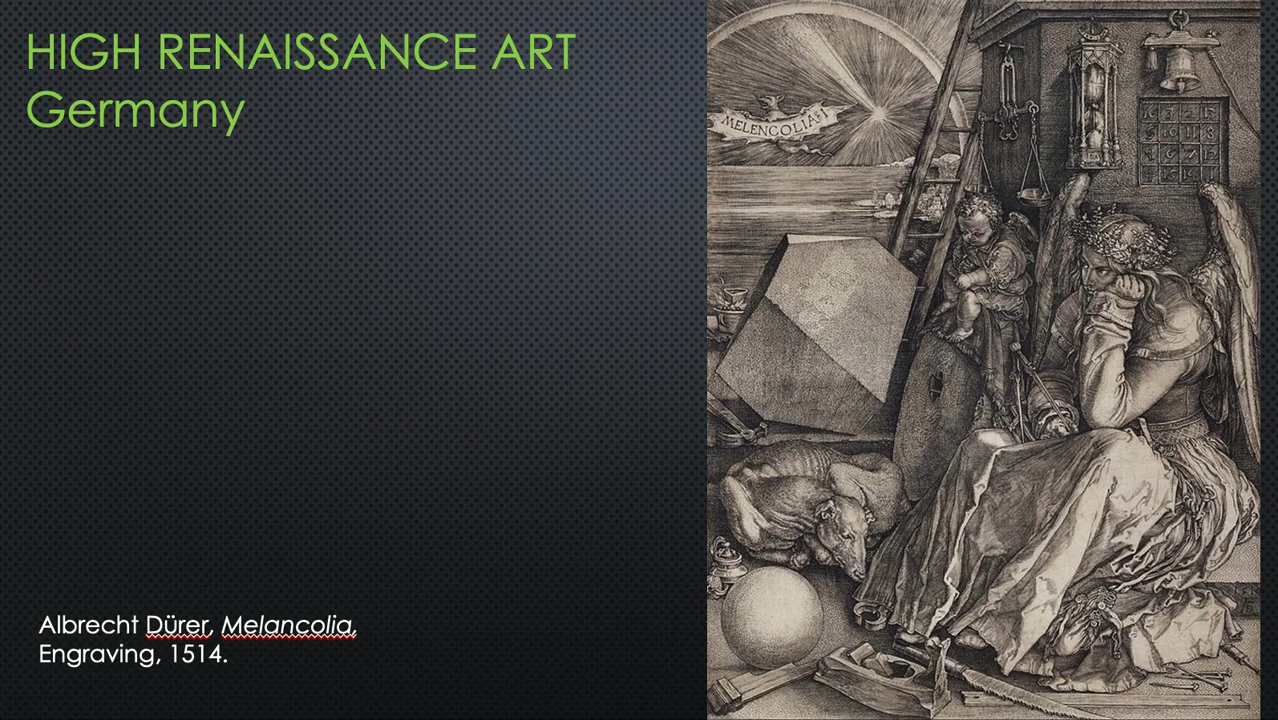 HIGH RENAISSANCE ART
Germany
MELENCOLIA§I
Albrecht Dürer, Melancolia,
Engraving, 1514.